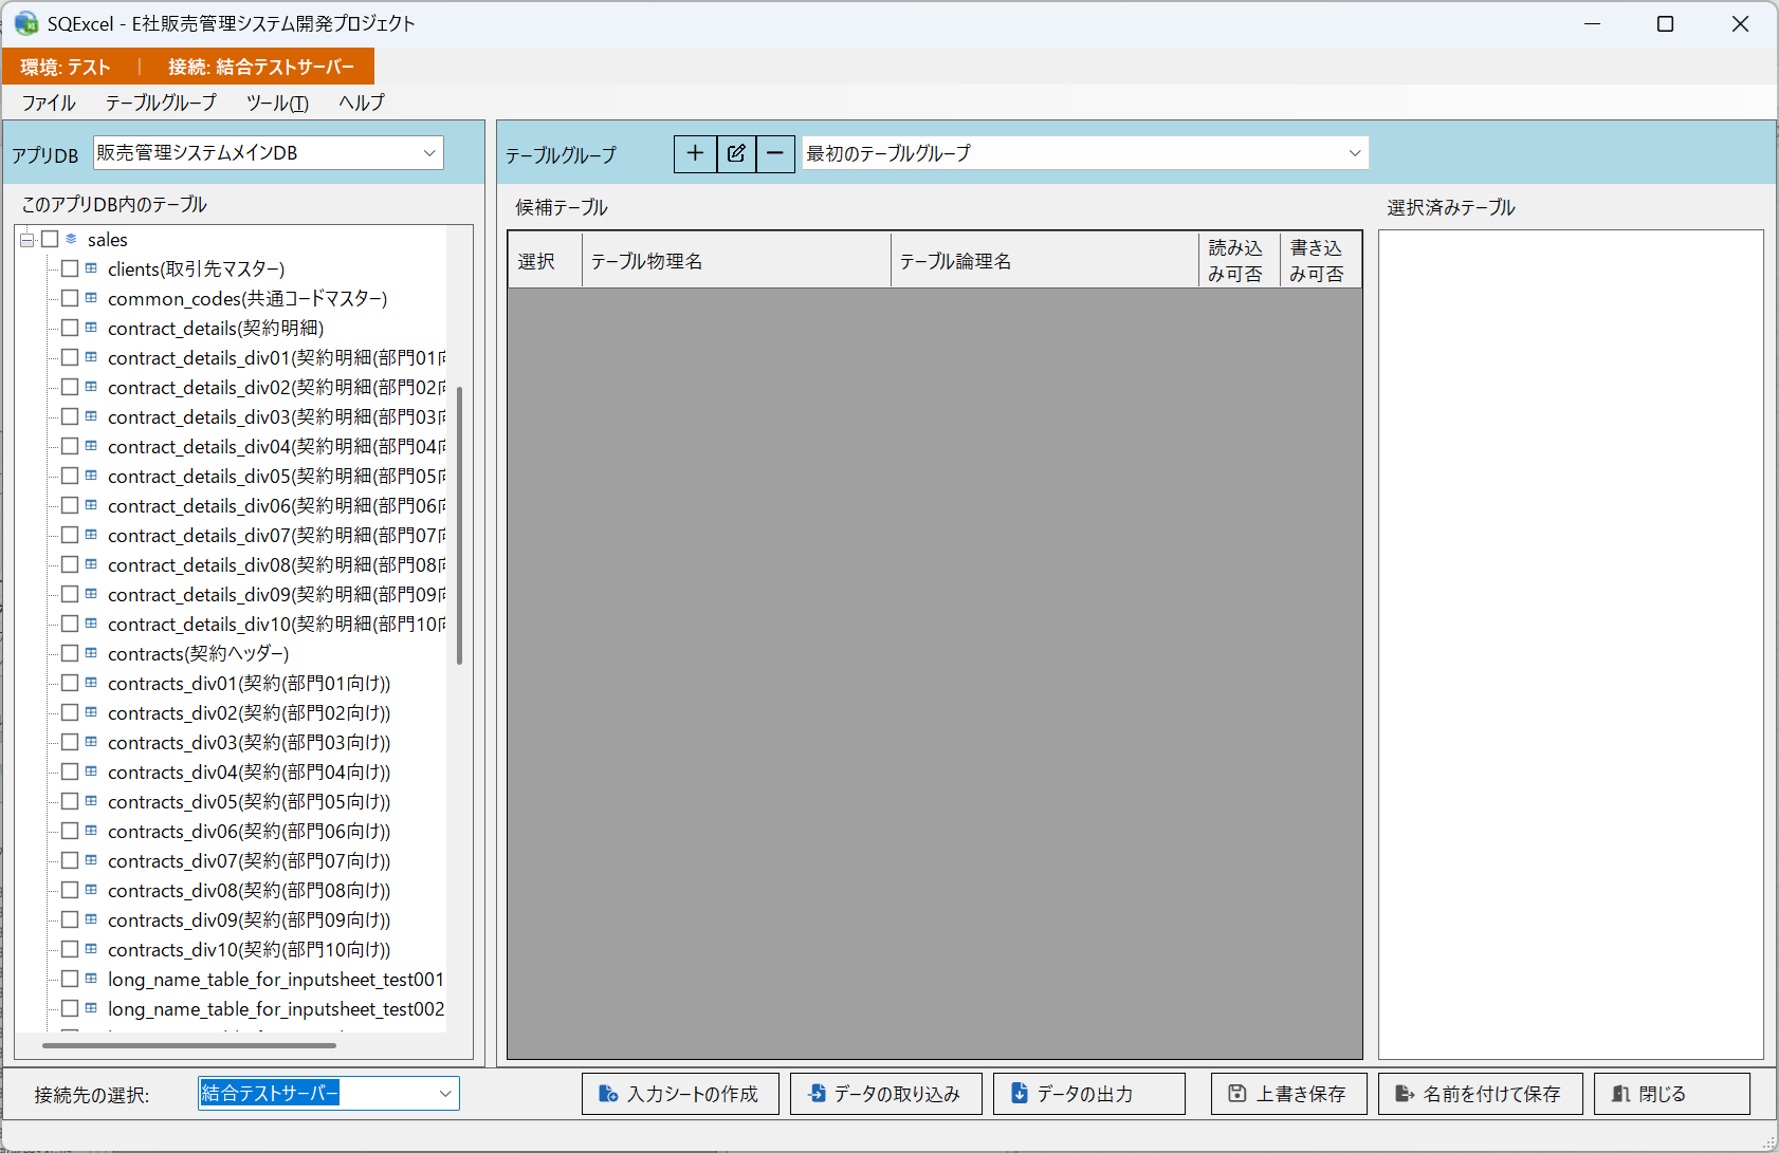 SQExcel - E社販売管理システム開発プロジェクト
環境: テスト | 接続: 結合テストサーバー
ファイル テーブルグループ ツール(T) ヘルプ
アプリDB 販売管理システムメインDB
テーブルグループ 最初のテーブルグループ
このアプリDB内のテーブル
sales
clients(取引先マスター)
common_codes(共通コードマスター)
contract_details(契約明細)
contract_details_div01(契約明細(部門01向
contract_details_div02(契約明細(部門02向
contract_details_div03(契約明細(部門03向
contract_details_div04(契約明細(部門04向
contract_details_div05(契約明細(部門05向
contract_details_div06(契約明細(部門06向
contract_details_div07(契約明細(部門07向
contract_details_div08(契約明細(部門08向
contract_details_div09(契約明細(部門09向
contract_details_div10(契約明細(部門10向
contracts(契約ヘッダー)
contracts_div01(契約(部門01向け))
contracts_div02(契約(部門02向け))
contracts_div03(契約(部門03向け))
contracts_div04(契約(部門04向け))
contracts_div05(契約(部門05向け))
contracts_div06(契約(部門06向け))
contracts_div07(契約(部門07向け))
contracts_div08(契約(部門08向け))
contracts_div09(契約(部門09向け))
contracts_div10(契約(部門10向け))
long_name_table_for_inputsheet_test001
long_name_table_for_inputsheet_test002
候補テーブル
選択 テーブル物理名 テーブル論理名 読み込み可否 書き込み可否
選択済みテーブル
接続先の選択: 結合テストサーバー
入力シートの作成 データの取り込み データの出力 上書き保存 名前を付けて保存 閉じる